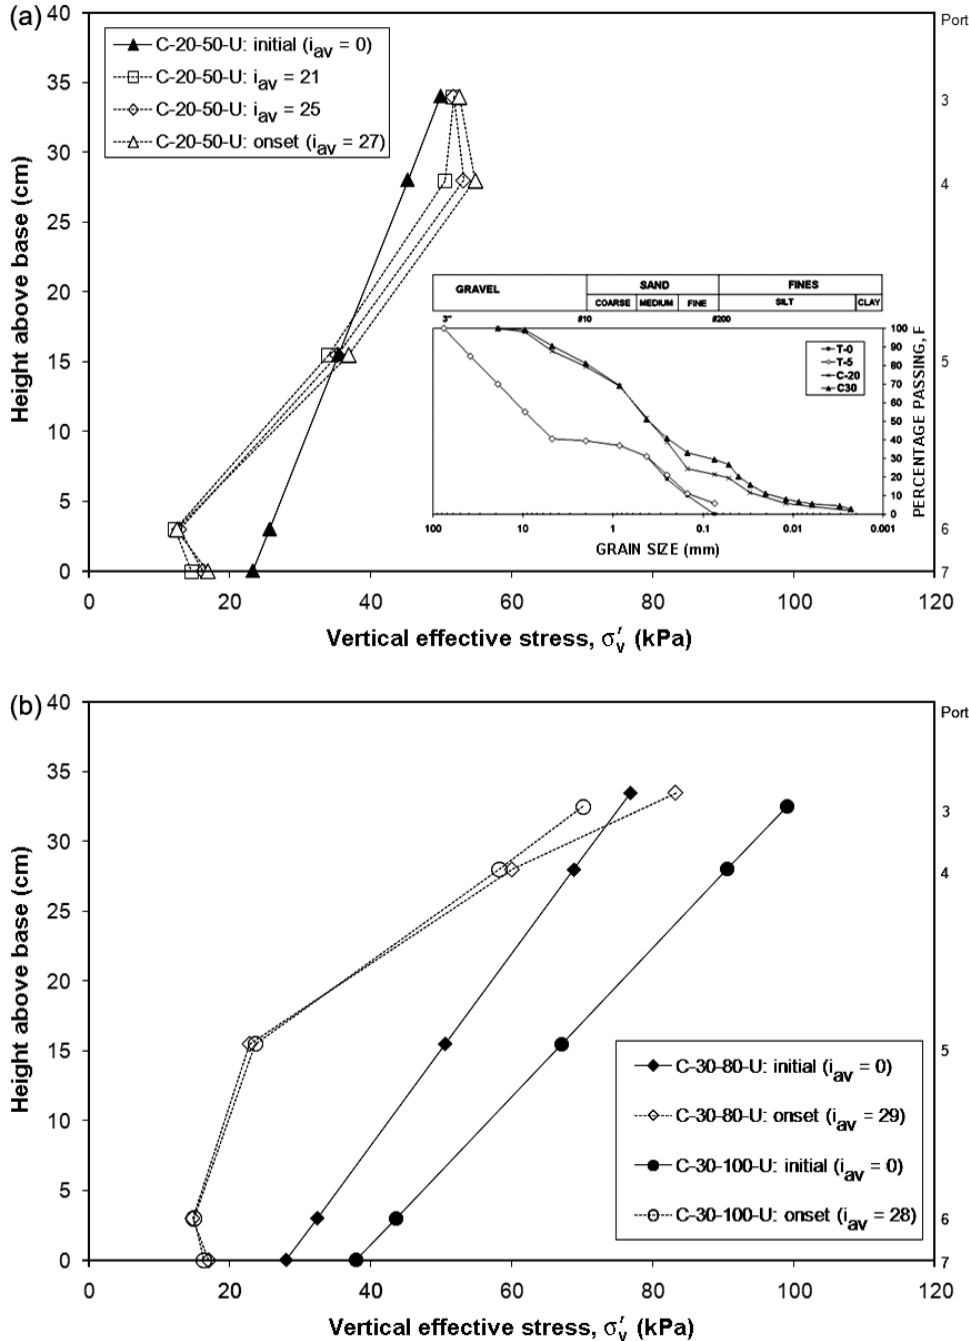 (a)
40
35
30
25
20
15
10
5
0
Height above base (cm)
C-20-50-U: initial (iav = 0)
C-20-50-U: iav = 21
C-20-50-U: iav = 25
C-20-50-U: onset (iav = 27)
Port
3
4
5
6
7
GRAVEL SAND FINES
COARSE MEDIUM FINE SILT CLAY
3" #10 #200
T-0
T-5
C-20
C30
100
90
80
70
60
50
40
30
20
10
0
PERCENTAGE PASSING, F
100 10 1 0.1 0.01 0.001
GRAIN SIZE (mm)
0 20 40 60 80 100 120
Vertical effective stress, σ′v (kPa)
(b)
40
35
30
25
20
15
10
5
0
Height above base (cm)
Port
3
4
5
6
7
C-30-80-U: initial (iav = 0)
C-30-80-U: onset (iav = 29)
C-30-100-U: initial (iav = 0)
C-30-100-U: onset (iav = 28)
0 20 40 60 80 100 120
Vertical effective stress, σ′v (kPa)